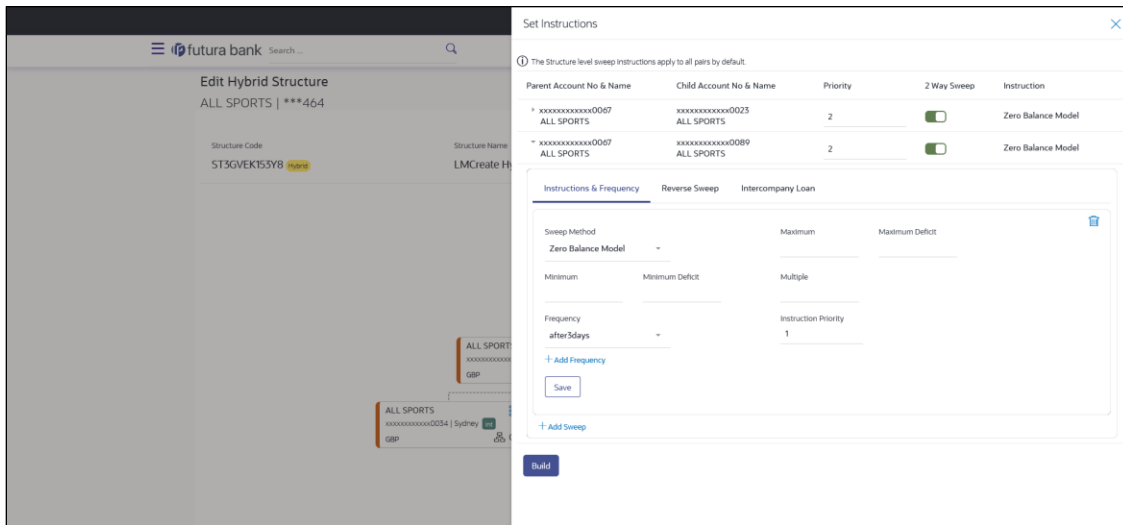 Set Instructions
futura bank Search ...
The Structure level sweep instructions apply to all pairs by default.
Edit Hybrid Structure
ALL SPORTS | ***464
Parent Account No & Name Child Account No & Name Priority 2 Way Sweep Instruction
xxxxxxxxxxxx0067 xxxxxxxxxxxx0023 2 Zero Balance Model
ALL SPORTS ALL SPORTS
Structure Code Structure Name
ST3GVEK153Y8 Hybrid LMCreate Hy
xxxxxxxxxxxx0067 xxxxxxxxxxxx0089 2 Zero Balance Model
ALL SPORTS ALL SPORTS
Instructions & Frequency Reverse Sweep Intercompany Loan
Sweep Method Maximum Maximum Deficit
Zero Balance Model
Minimum Minimum Deficit Multiple
Frequency Instruction Priority
after3days 1
+ Add Frequency
Save
ALL SPORTS
GBP
ALL SPORTS
xxxxxxxxxxxx0034 | Sydney Int
GBP
+ Add Sweep
Build